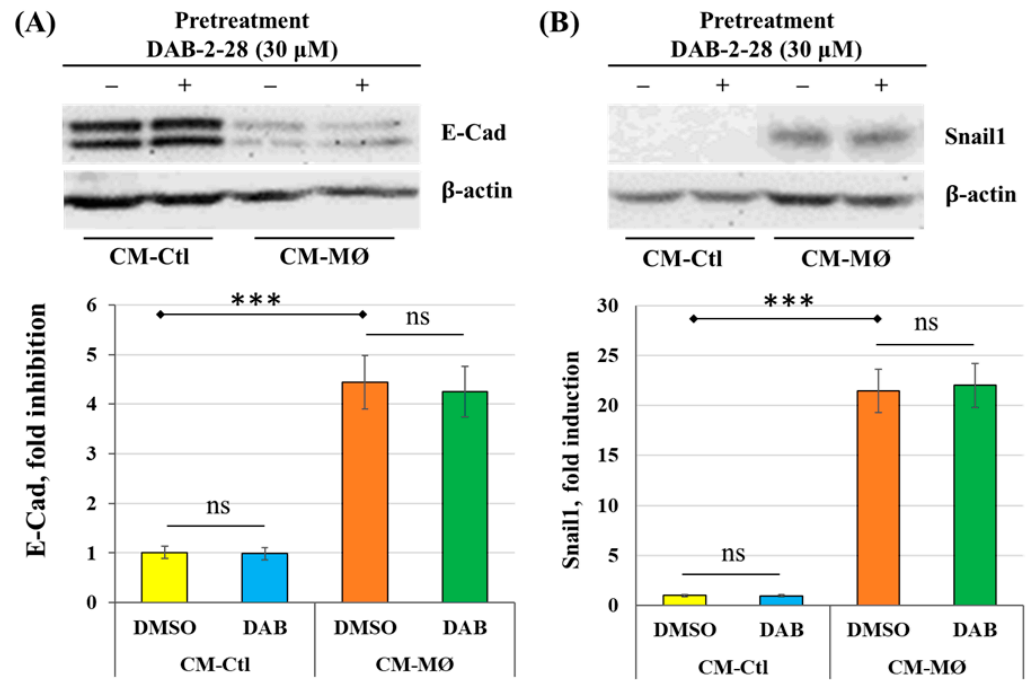 (A)
Pretreatment
DAB-2-28 (30 µM)
– + – +
E-Cad
β-actin
CM-Ctl CM-MØ
E-Cad, fold inhibition
6
5
4
3
2
1
0
***
ns
ns
DMSO DAB DMSO DAB
CM-Ctl CM-MØ
(B)
Pretreatment
DAB-2-28 (30 µM)
– + – +
Snail1
β-actin
CM-Ctl CM-MØ
Snail1, fold induction
30
25
20
15
10
5
0
***
ns
ns
DMSO DAB DMSO DAB
CM-Ctl CM-MØ